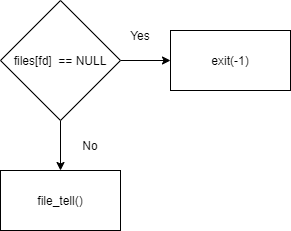 Yes
files[fd]  == NULL
exit(-1)
No
file_tell()